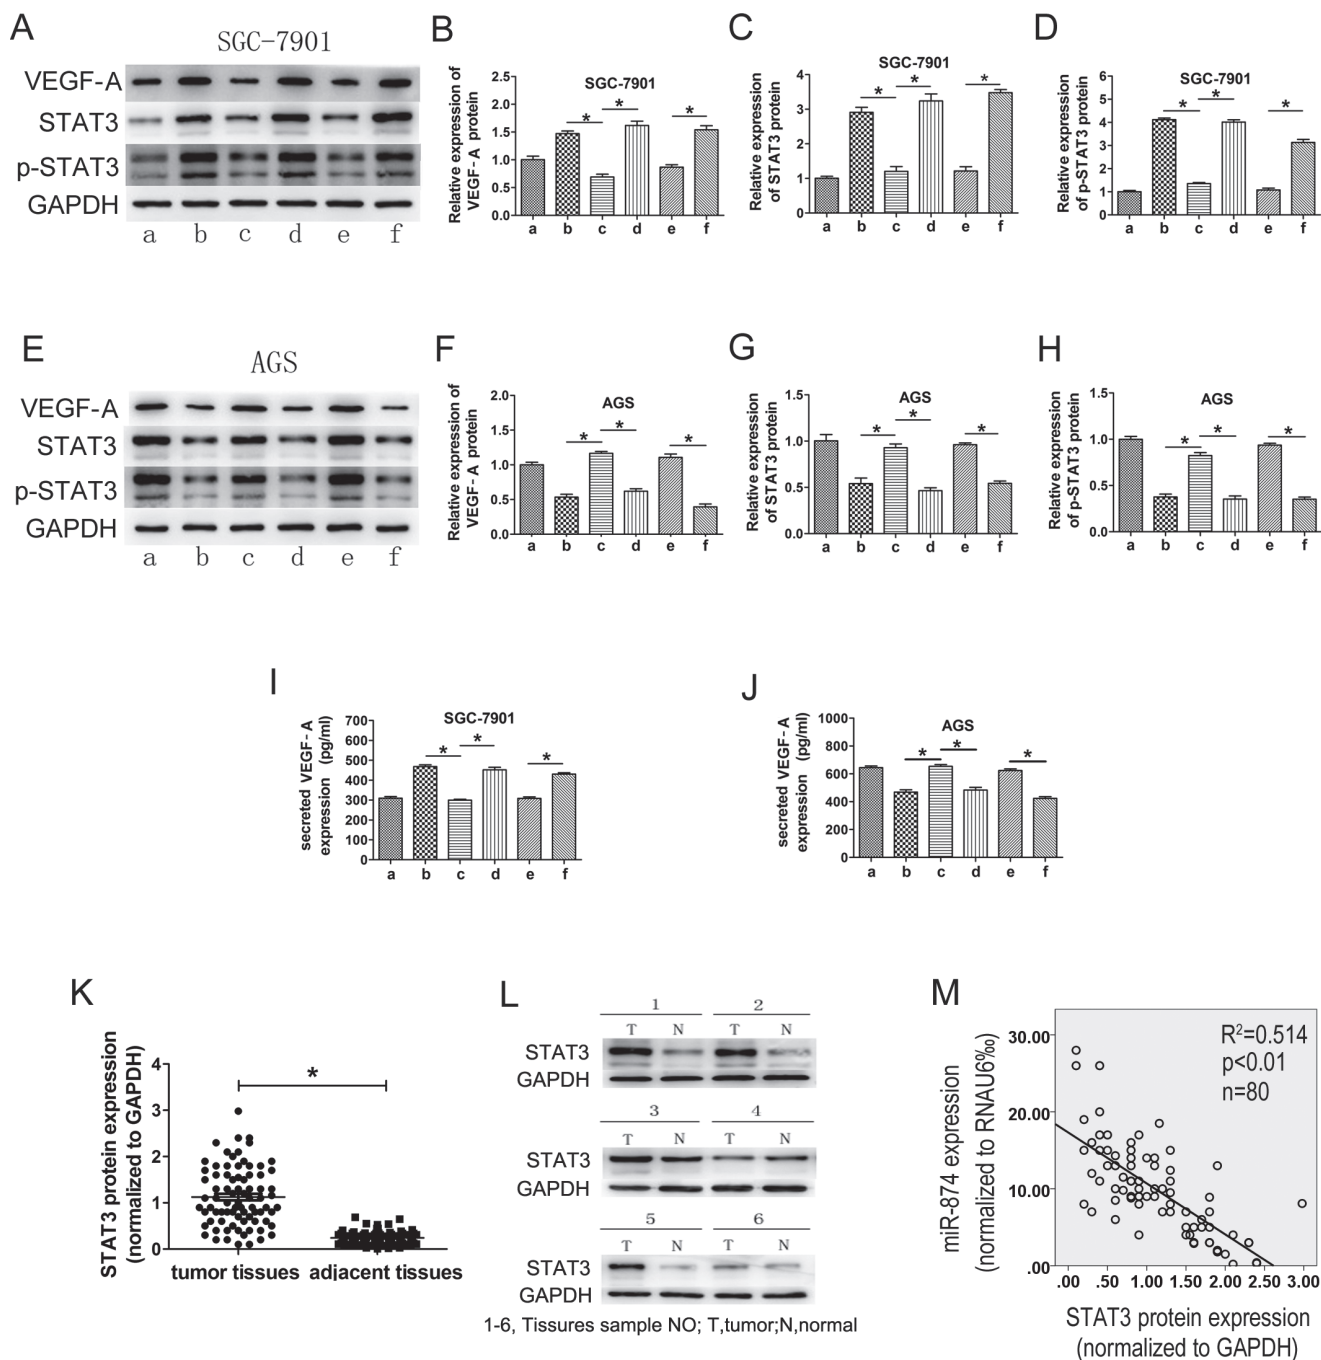 A
SGC-7901
VEGF-A
STAT3
p-STAT3
GAPDH
a b c d e f
B
SGC-7901
Relative expression of
VEGF-A protein
2.5
2.0
1.5
1.0
0.5
0.0
* * *
a b c d e f
C
SGC-7901
Relative expression
of STAT3 protein
4
3
2
1
0
* * *
a b c d e f
D
SGC-7901
Relative expression
of p-STAT3 protein
6
5
4
3
2
1
0
* * *
a b c d e f
E
AGS
VEGF-A
STAT3
p-STAT3
GAPDH
a b c d e f
F
AGS
Relative expression of
VEGF-A protein
2.0
1.5
1.0
0.5
0.0
* * *
a b c d e f
G
AGS
Relative expression
of STAT3 protein
1.5
1.0
0.5
0.0
* * *
a b c d e f
H
AGS
Relative expression
of p-STAT3 protein
1.5
1.0
0.5
0.0
* * *
a b c d e f
I
SGC-7901
secreted VEGF-A
expression (pg/ml)
700
600
500
400
300
200
100
0
* * *
a b c d e f
J
AGS
secreted VEGF-A
expression (pg/ml)
1000
800
600
400
200
0
* * *
a b c d e f
K
STAT3 protein expression
(normalized to GAPDH)
4
3
2
1
0
*
tumor tissues adjacent tissues
L
1 2
T N T N
STAT3
GAPDH
3 4
T N T N
STAT3
GAPDH
5 6
T N T N
STAT3
GAPDH
1-6, Tissures sample NO; T,tumor;N,normal
M
miR-874 expression
(normalized to RNAU6‰)
30.00
20.00
10.00
.00
R²=0.514
p<0.01
n=80
.00 .50 1.00 1.50 2.00 2.50 3.00
STAT3 protein expression
(normalized to GAPDH)